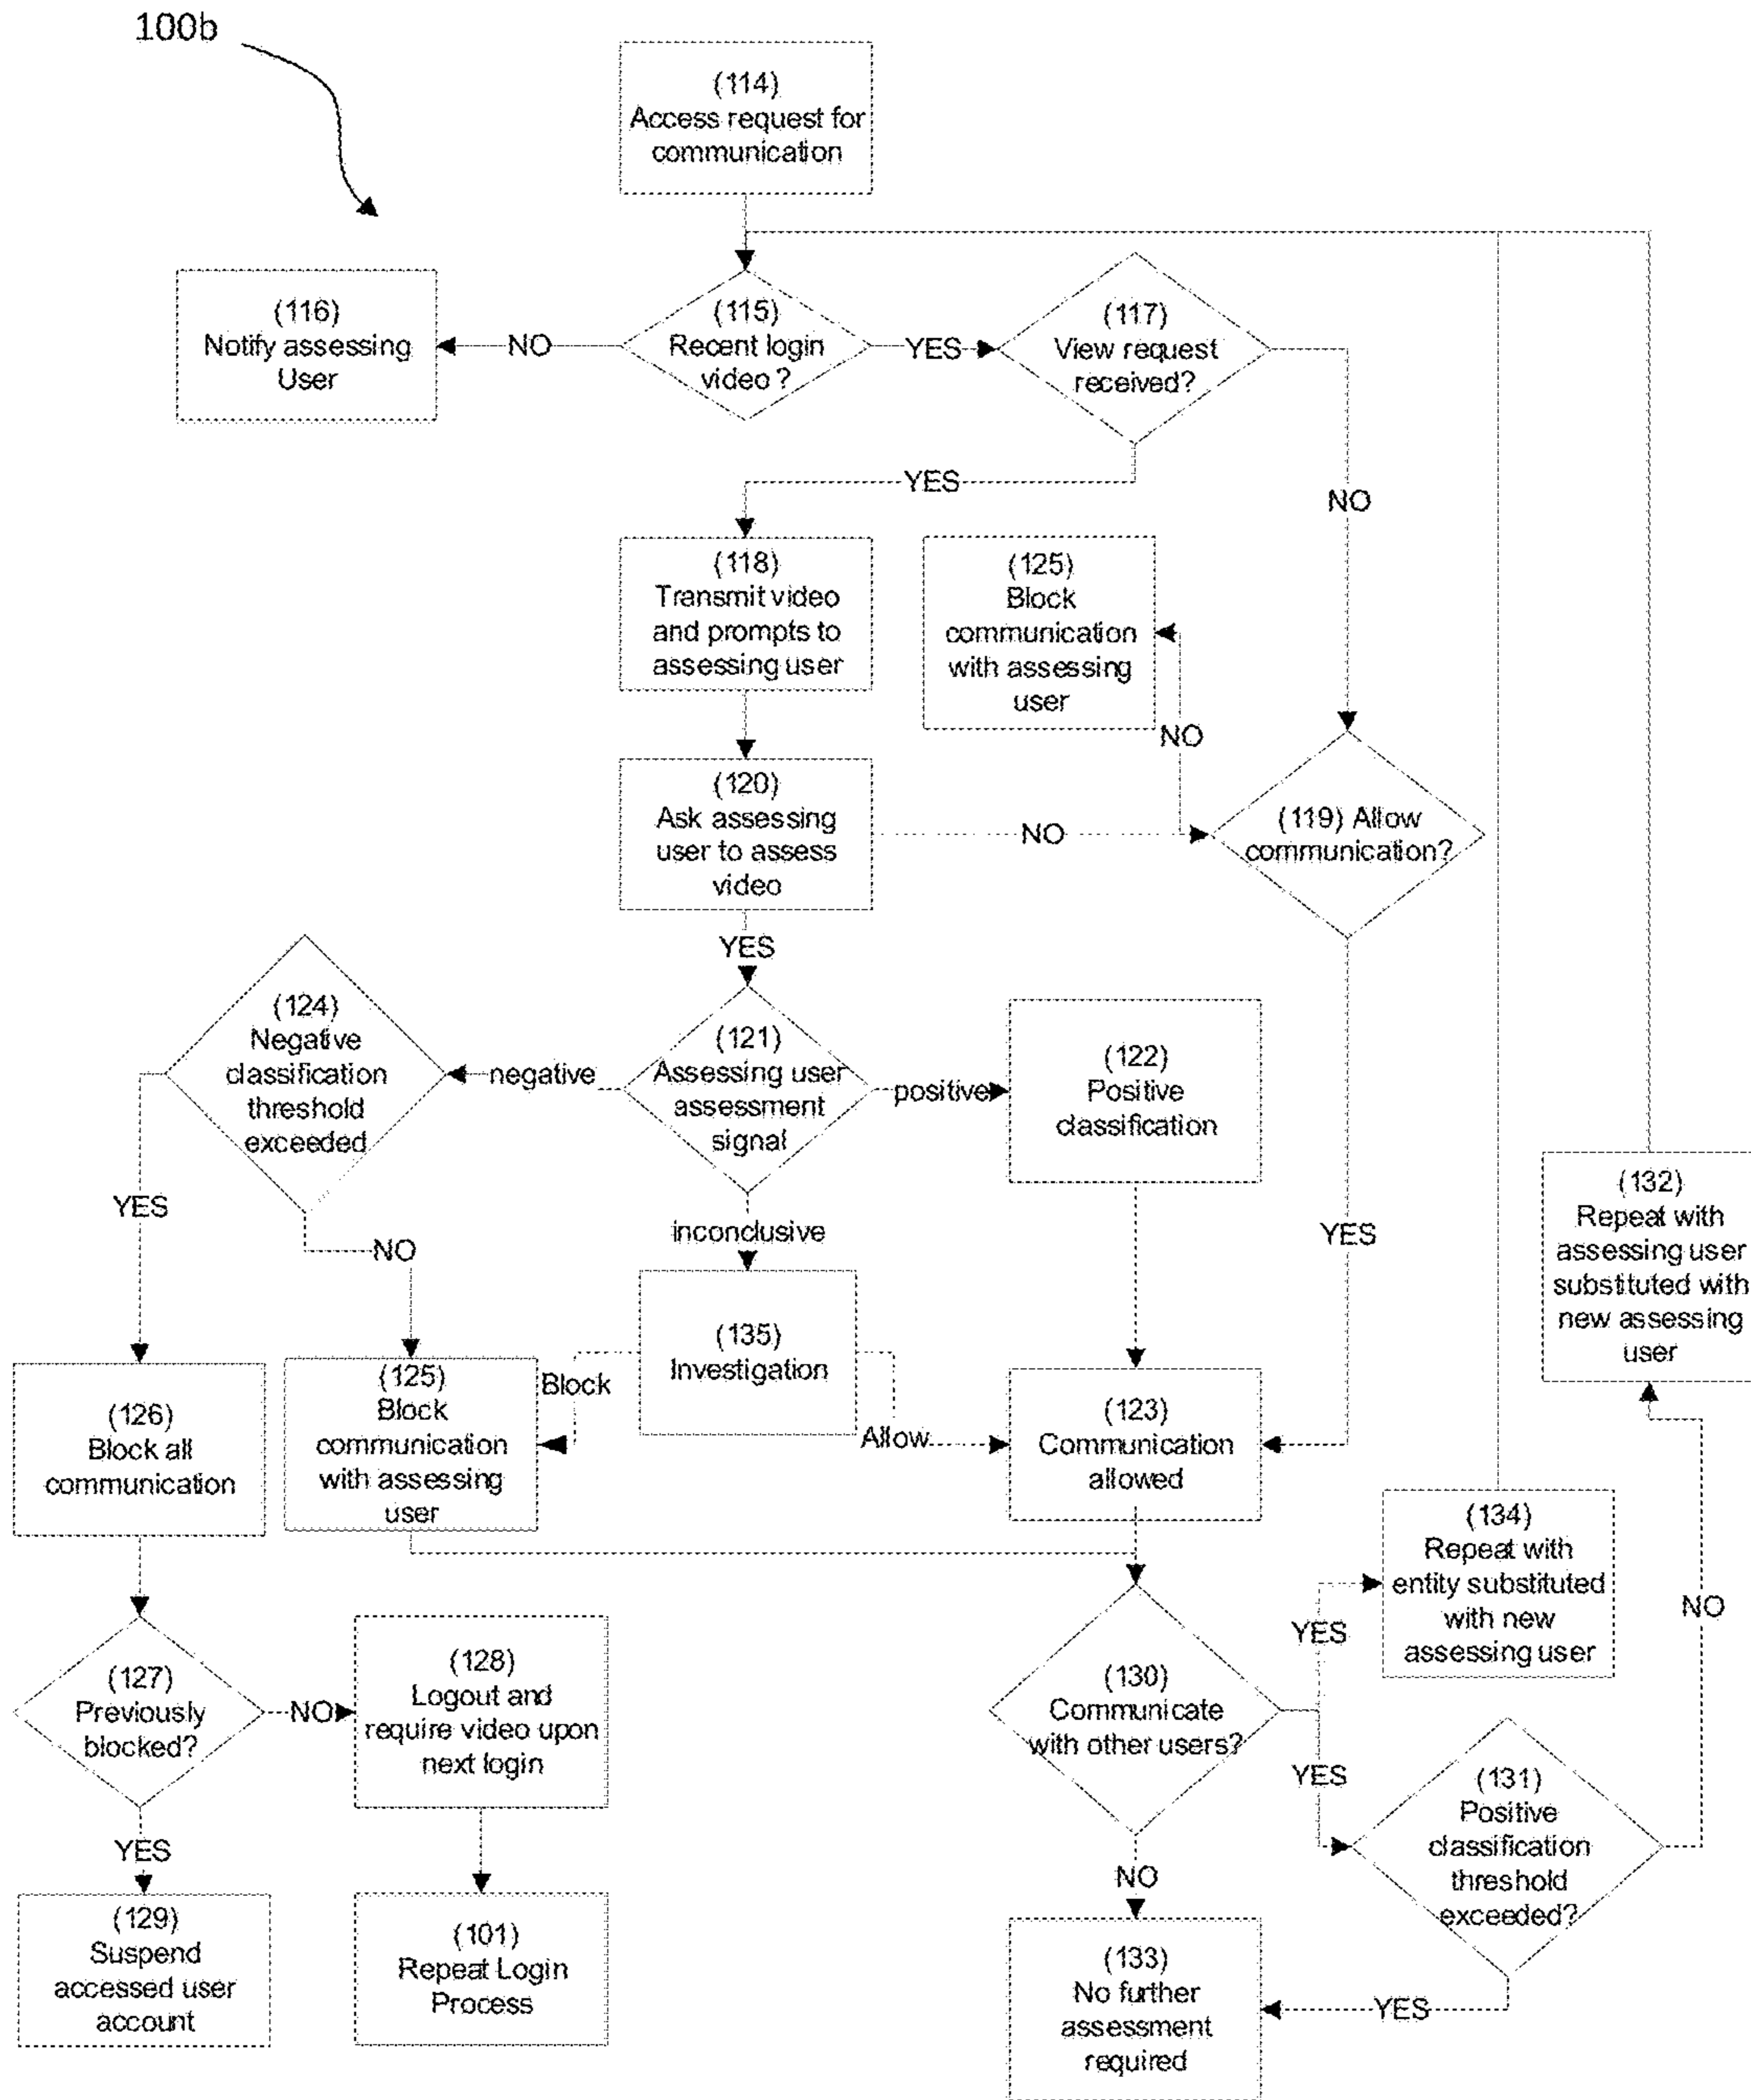 100b
(114)
Access request for
communication
(116)
Notify assessing
User
NO
(115)
Recent login
video?
YES
(117)
View request
received?
YES
NO
(118)
Transmit video
and prompts to
assessing user
(125)
Block
communication
with assessing
user
NO
(120)
Ask assessing
user to assess
video
NO
(119) Allow
communication?
YES
(124)
Negative
classification
threshold
exceeded
negative
(121)
Assessing user
assessment
signal
positive
(122)
Positive
classification
YES
NO
inconclusive
YES
(132)
Repeat with
assessing user
substituted with
new assessing
user
(126)
Block all
communication
(125)
Block
communication
with assessing
user
Block
(135)
Investigation
Allow
(123)
Communication
allowed
(134)
Repeat with
entity substituted
with new
assessing user
NO
YES
(127)
Previously
blocked?
NO
(128)
Logout and
require video upon
next login
(130)
Communicate
with other users?
YES
(131)
Positive
classification
threshold
exceeded?
YES
NO
(129)
Suspend
accessed user
account
(101)
Repeat Login
Process
(133)
No further
assessment
required
YES